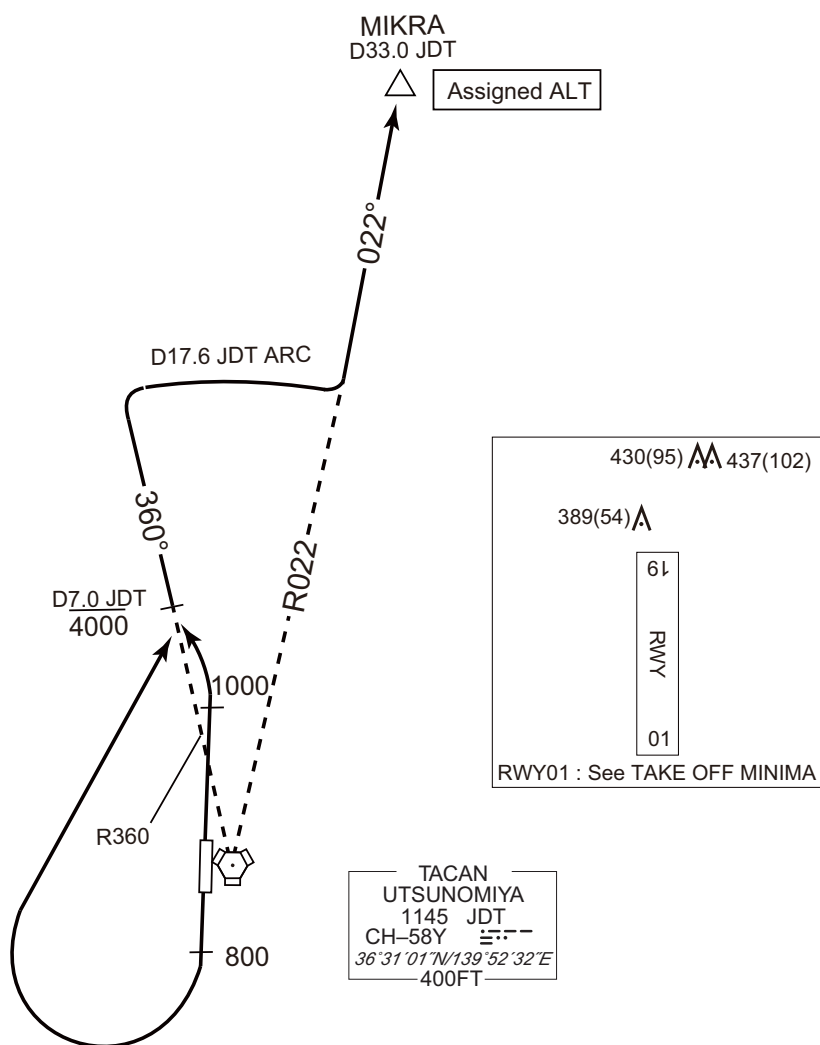 MIKRA
D33.0 JDT
Assigned ALT
022°
D17.6 JDT ARC
360°
R022
D7.0 JDT
4000
1000
R360
800
430(95)
437(102)
389(54)
19
RWY
01
RWY01 : See TAKE OFF MINIMA
TACAN
UTSUNOMIYA
1145 JDT
CH–58Y
36°31′01″N/139°52′32″E
400FT